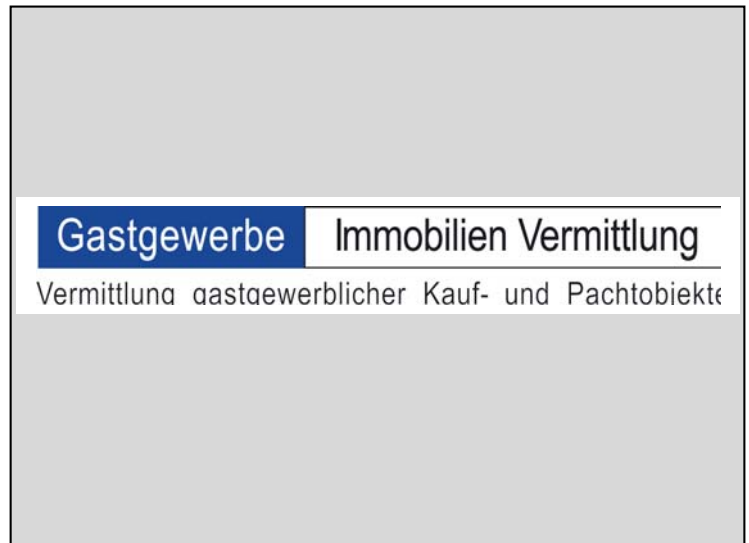 Gastgewerbe Immobilien Vermittlung
Vermittlung gastgewerblicher Kauf- und Pachtobjekte